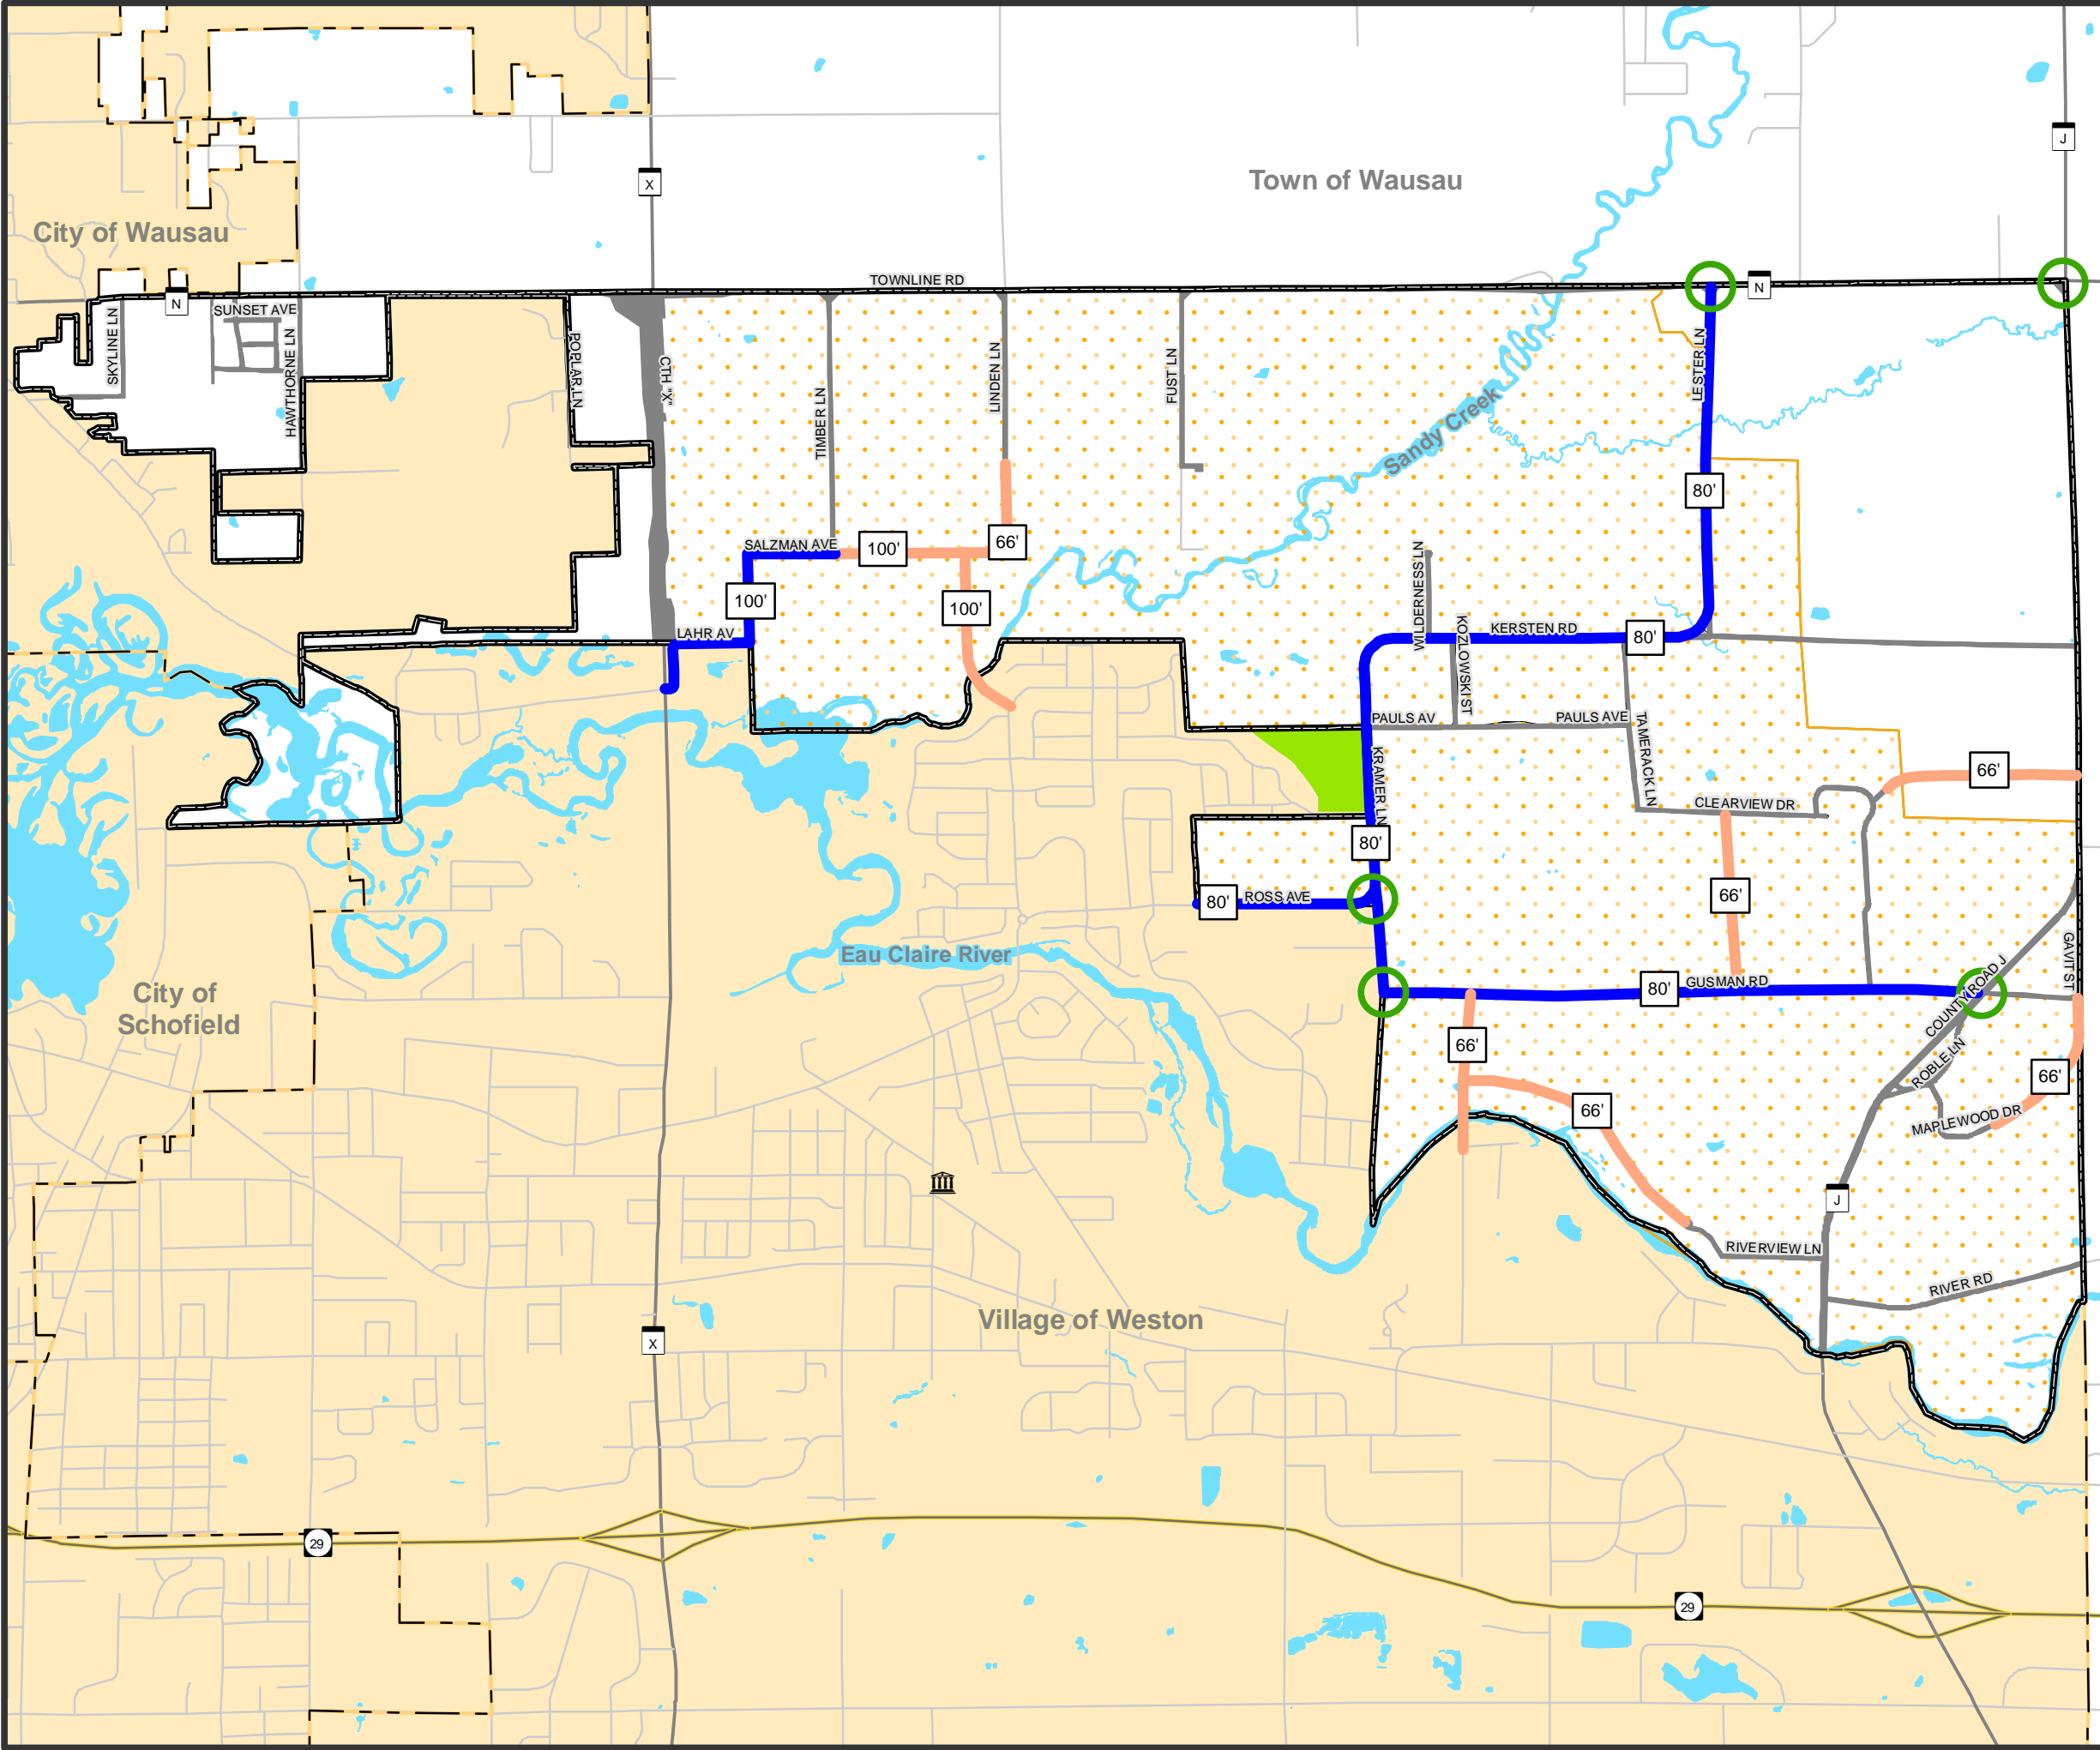 J
X
Town of Wausau
City of Wausau
TOWNLINE RD
N
N
SUNSET AVE
SKYLINE LN
HAWTHORNE LN
POPLAR LN
CTH "X"
TIMBER LN
LINDEN LN
FUST LN
LESTER LN
Sandy Creek
80'
SALZMAN AVE
100'
66'
100'
100'
LAHR AV
WILDERNESS LN
KOZLOWSKI ST
KERSTEN RD
80'
PAULS AV
PAULS AVE
TAMERACK LN
KRAMER LN
66'
CLEARVIEW DR
80'
66'
80'
ROSS AVE
Eau Claire River
GAVIT ST
COUNTY ROAD J
City of
Schofield
80'
GUSMAN RD
66'
ROBLE LN
66'
66'
MAPLEWOOD DR
J
RIVERVIEW LN
RIVER RD
Village of Weston
X
29
29